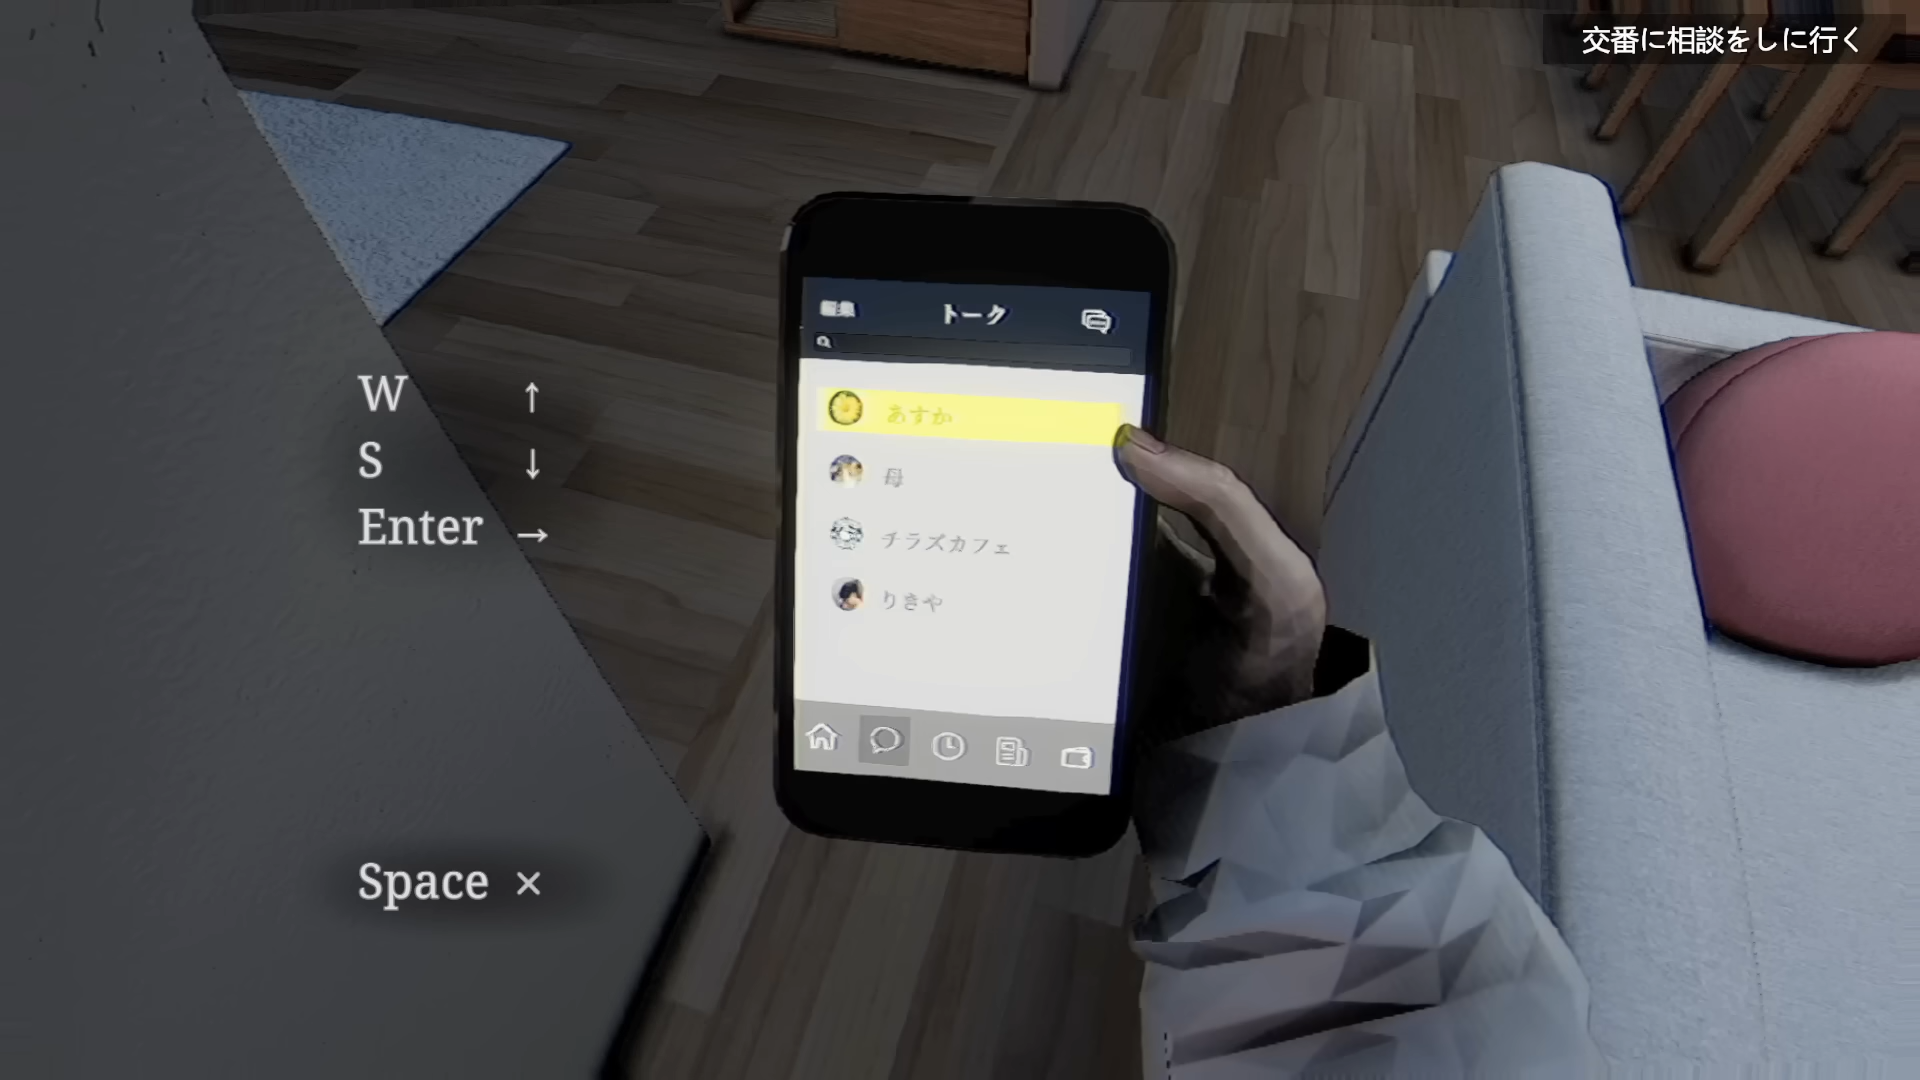 交番に相談をしに行く
編集 トーク
あすか
母
チラズカフェ
りきや
W ↑
S ↓
Enter →
Space ×